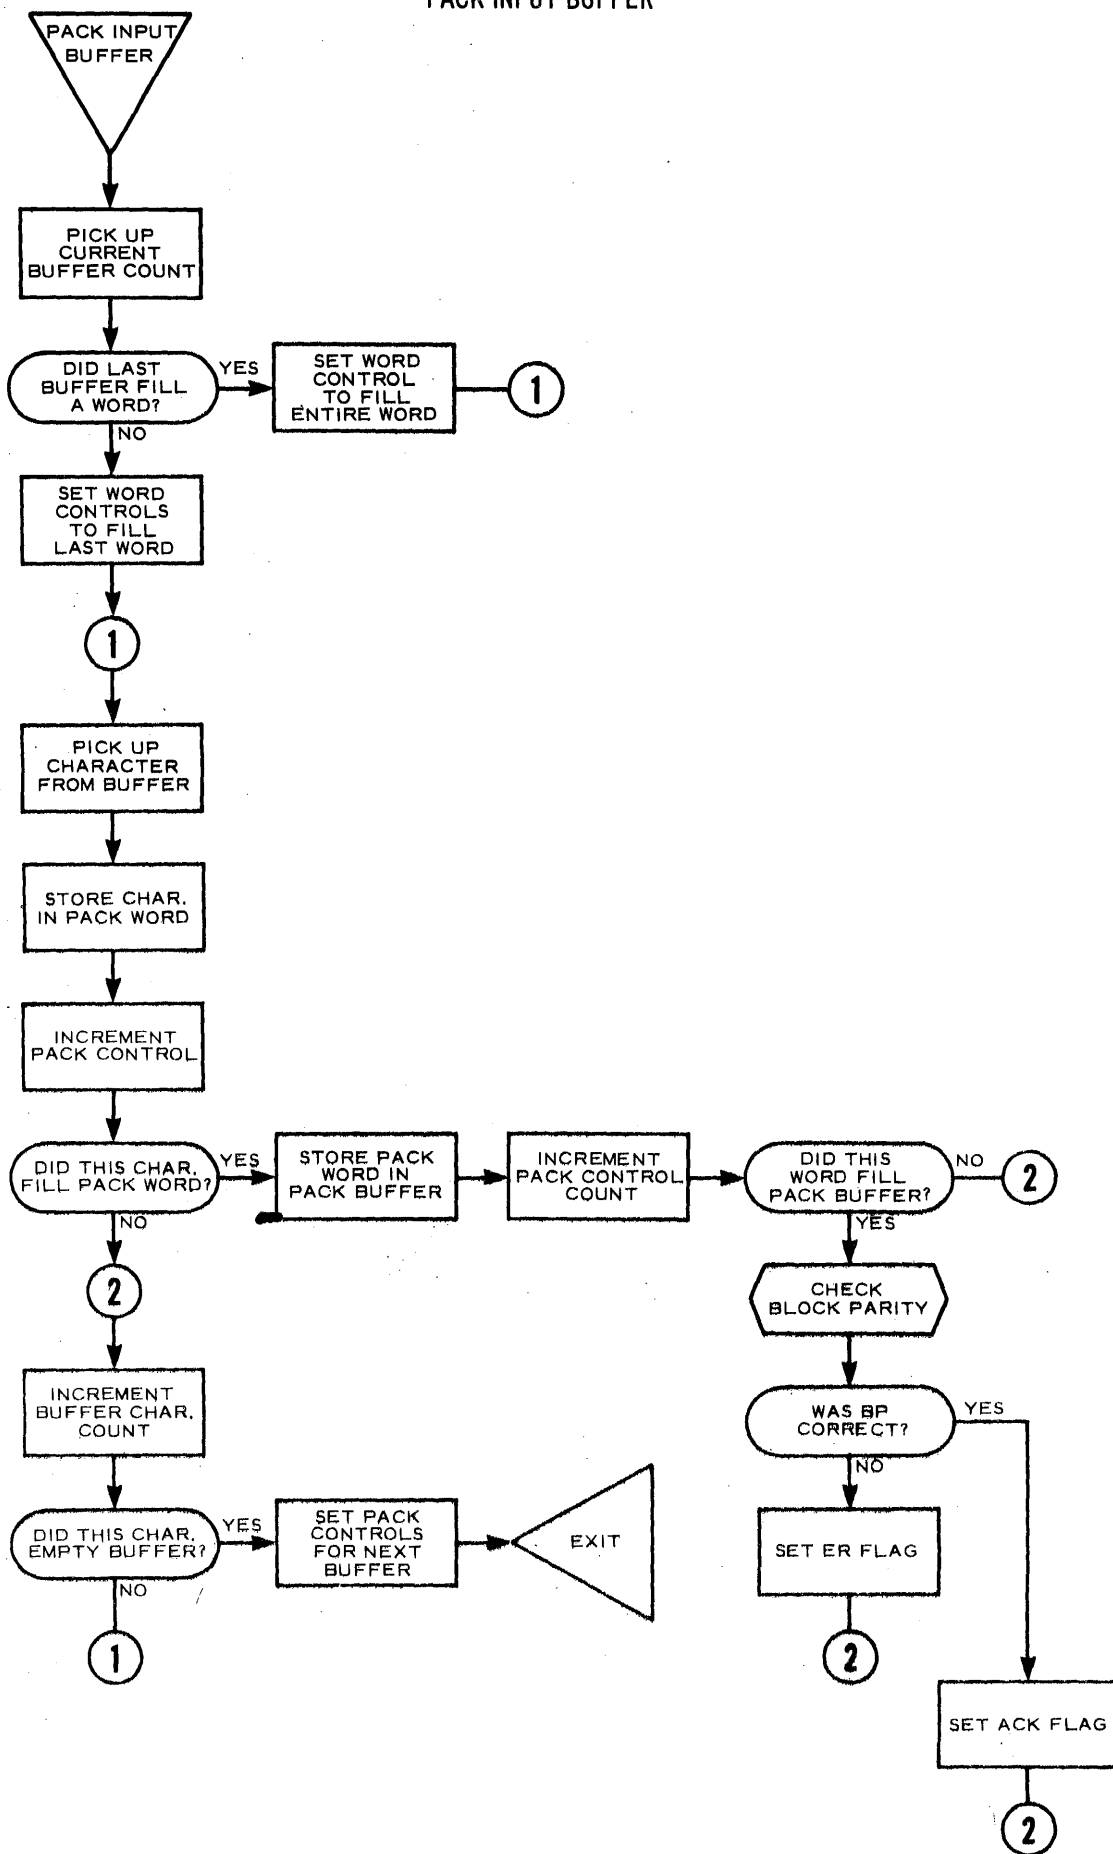 PACK INPUT BUFFER
PACK INPUT
BUFFER
PICK UP
CURRENT
BUFFER COUNT
DID LAST
BUFFER FILL
A WORD?
YES
SET WORD
CONTROL
TO FILL
ENTIRE WORD
1
NO
SET WORD
CONTROLS
TO FILL
LAST WORD
1
PICK UP
CHARACTER
FROM BUFFER
STORE CHAR.
IN PACK WORD
INCREMENT
PACK CONTROL
DID THIS CHAR.
FILL PACK WORD?
YES
STORE PACK
WORD IN
PACK BUFFER
INCREMENT
PACK CONTROL
COUNT
DID THIS
WORD FILL
PACK BUFFER?
NO
2
NO
YES
2
CHECK
BLOCK PARITY
INCREMENT
BUFFER CHAR.
COUNT
WAS BP
CORRECT?
YES
NO
DID THIS CHAR.
EMPTY BUFFER?
YES
SET PACK
CONTROLS
FOR NEXT
BUFFER
EXIT
SET ER FLAG
NO
1
2
SET ACK FLAG
2